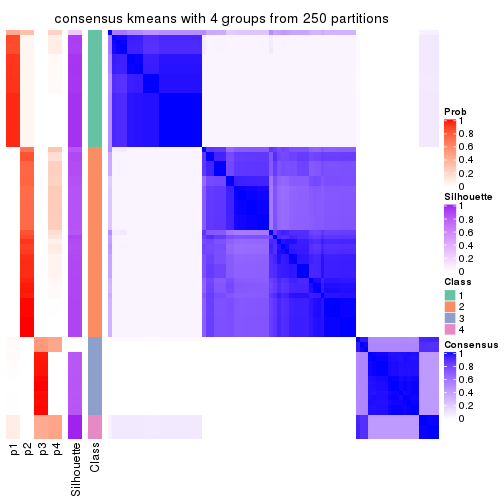 consensus kmeans with 4 groups from 250 partitions
Prob
1
0.8
0.6
0.4
0.2
0
Silhouette
1
0.8
0.6
0.4
0.2
0
Class
1
2
3
4
Consensus
1
0.8
0.6
0.4
0.2
0
p1
p2
p3
p4
Silhouette
Class